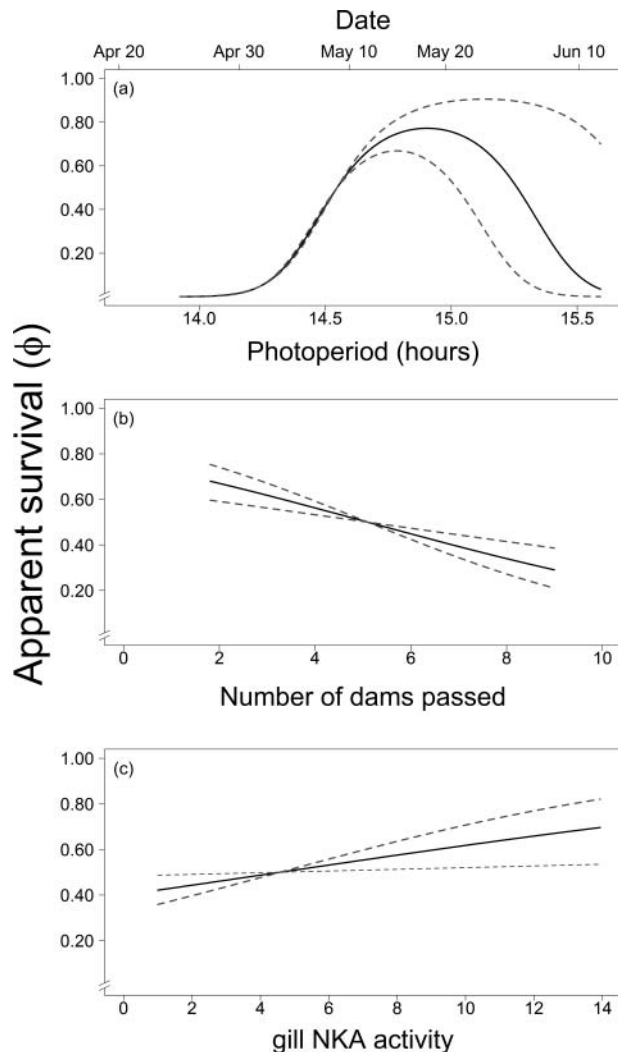 Date
Apr 20 Apr 30 May 10 May 20 Jun 10
(a)
1.00
0.80
0.60
0.40
0.20
14.0 14.5 15.0 15.5
Photoperiod (hours)
Apparent survival (ϕ)
(b)
1.00
0.80
0.60
0.40
0.20
0 2 4 6 8 10
Number of dams passed
(c)
1.00
0.80
0.60
0.40
0.20
0 2 4 6 8 10 12 14
gill NKA activity